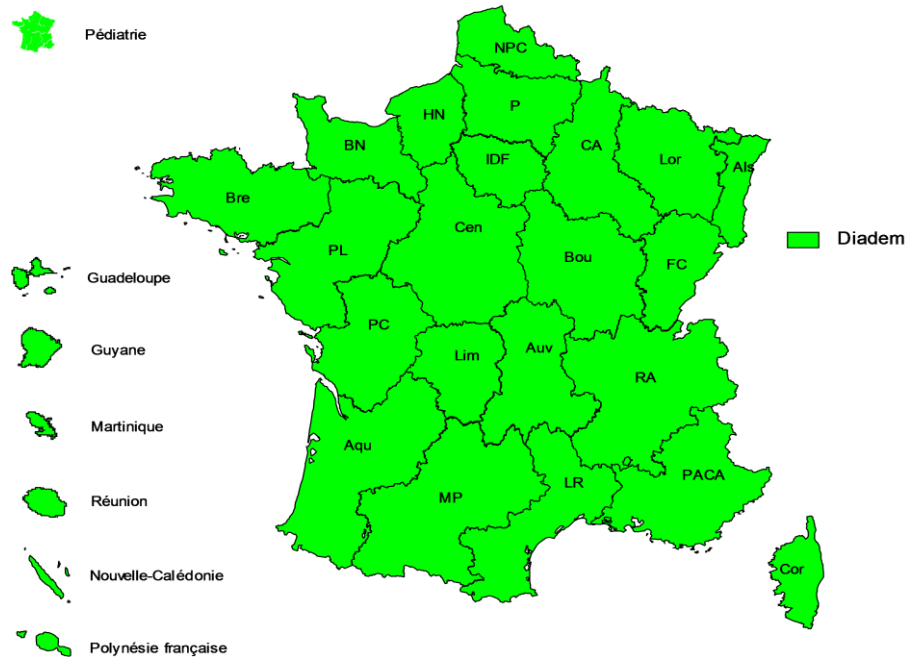 Pédiatrie
NPC
P
HN
BN
IDF
CA
Lor
Als
Bre
Cen
PL
Bou
FC
Diadem
Guadeloupe
PC
Guyane
Lim
Auv
RA
Martinique
Aqu
MP
LR
PACA
Réunion
Nouvelle-Calédonie
Cor
Polynésie française